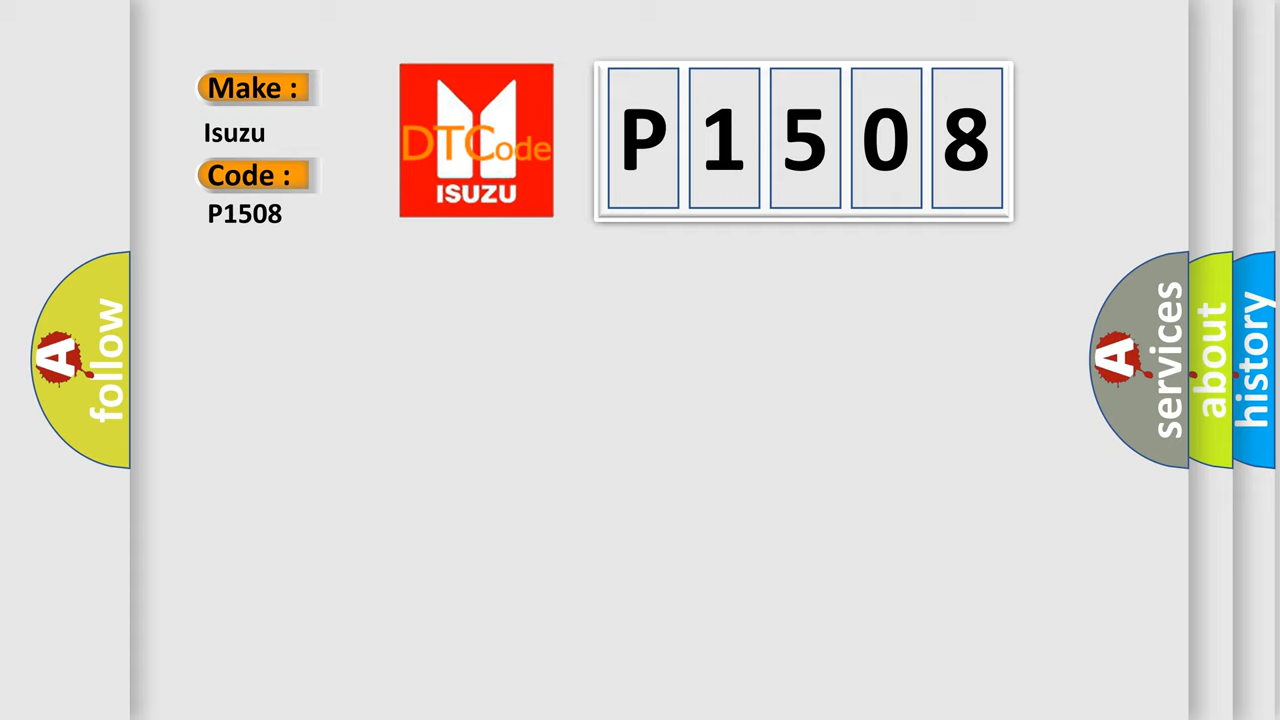 Make :
Isuzu
Code :
P1508
DTCode
ISUZU
P 1 5 0 8
A follow
A services
about
history